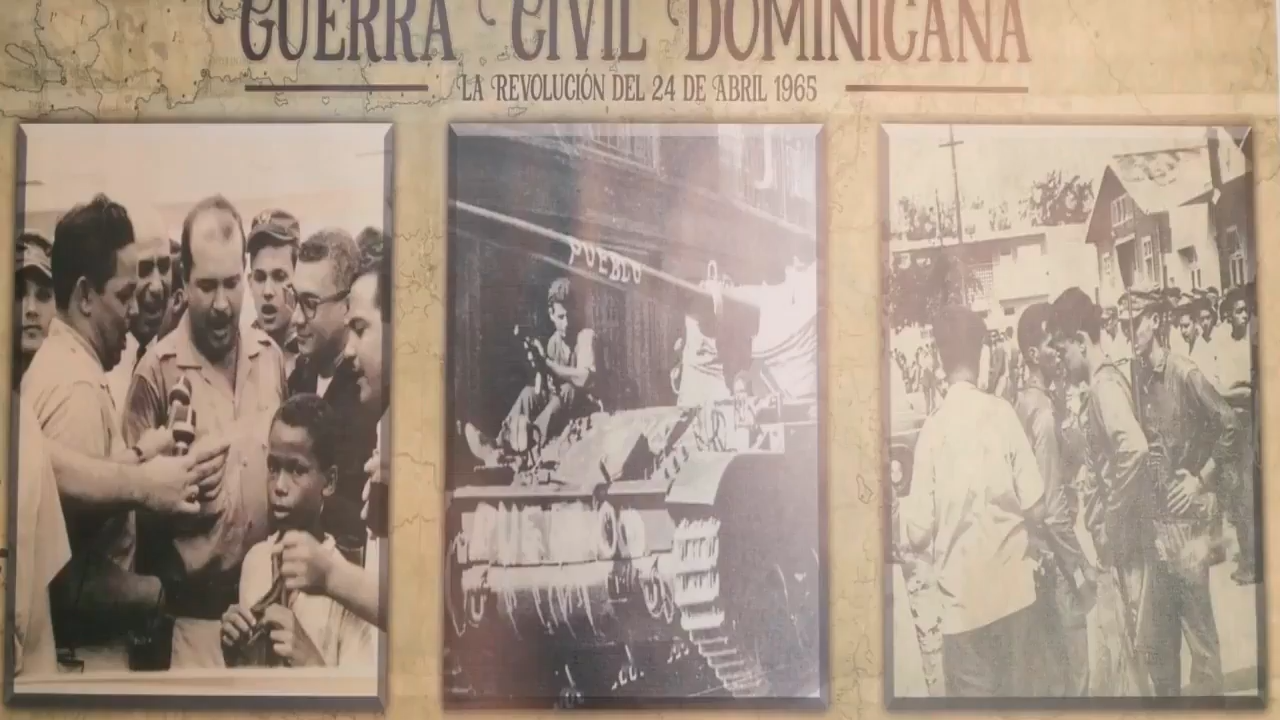 GUERRA CIVIL DOMINICANA
LA REVOLUCIÓN DEL 24 DE ABRIL 1965
PUEBLO